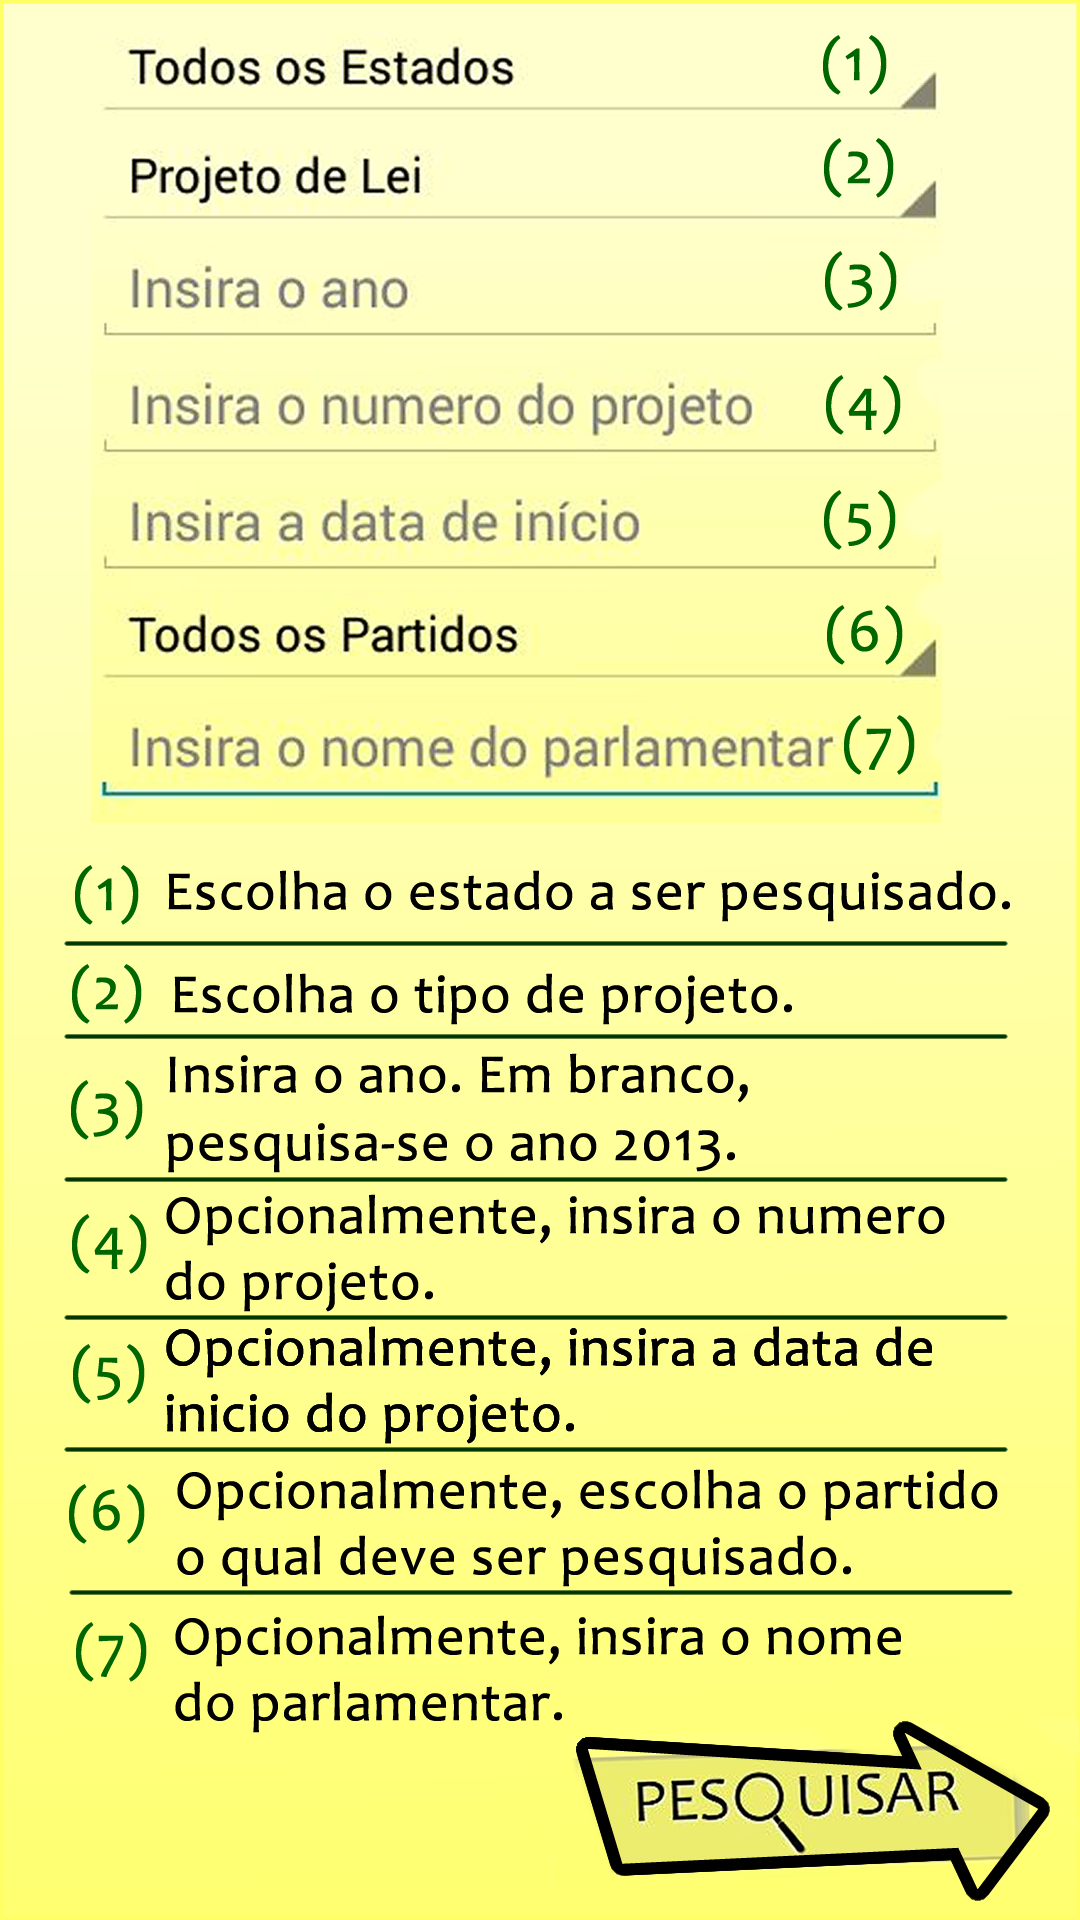 Todos os Estados (1)
Projeto de Lei (2)
Insira o ano (3)
Insira o numero do projeto (4)
Insira a data de início (5)
Todos os Partidos (6)
Insira o nome do parlamentar (7)
(1) Escolha o estado a ser pesquisado.
(2) Escolha o tipo de projeto.
(3) Insira o ano. Em branco,
pesquisa-se o ano 2013.
(4) Opcionalmente, insira o numero
do projeto.
(5) Opcionalmente, insira a data de
inicio do projeto.
(6) Opcionalmente, escolha o partido
o qual deve ser pesquisado.
(7) Opcionalmente, insira o nome
do parlamentar.
PESQUISAR